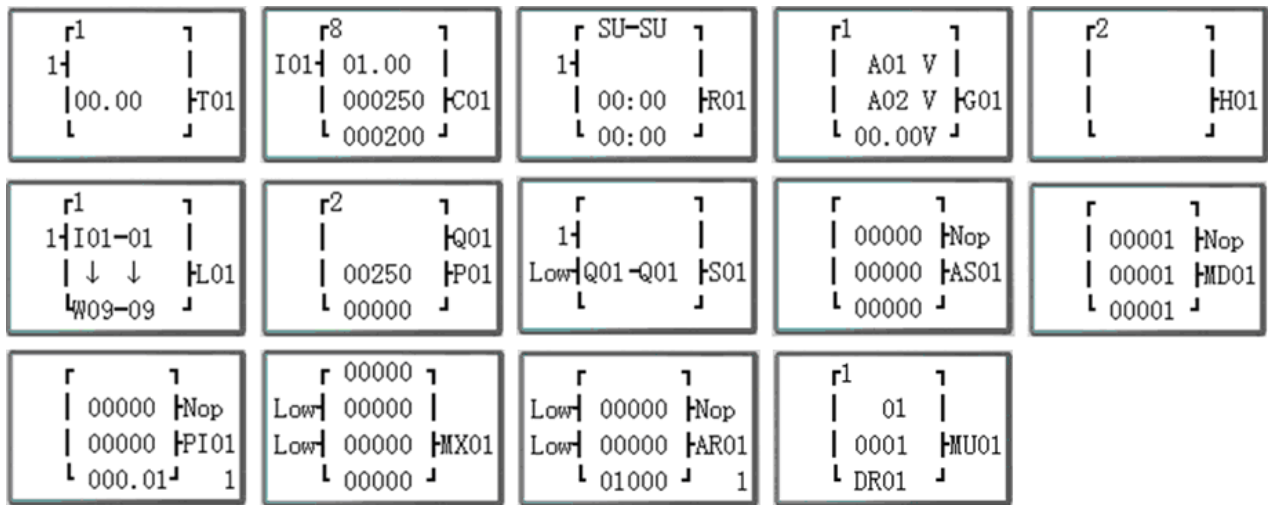 1
1
00.00 T01
8
I01 01.00
000250 C01
000200
SU-SU
1
00:00 R01
00:00
1
A01 V
A02 V G01
00.00V
2
H01
1
1 I01-01
↓ ↓ L01
W09-09
2
Q01
00250 P01
00000
1
Low Q01-Q01 S01
00000 Nop
00000 AS01
00000
00001 Nop
00001 MD01
00001
00000 Nop
00000 PI01
000.01 1
00000
Low 00000
Low 00000 MX01
00000
Low 00000 Nop
Low 00000 AR01
01000 1
1
01
0001 MU01
DR01